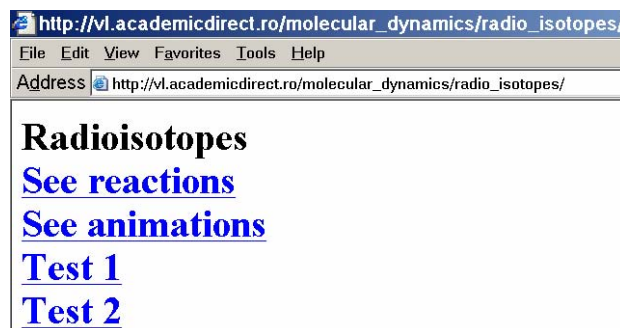 http://vl.academicdirect.ro/molecular_dynamics/radio_isotopes/
File Edit View Favorites Tools Help
Address http://vl.academicdirect.ro/molecular_dynamics/radio_isotopes/
Radioisotopes
See reactions
See animations
Test 1
Test 2